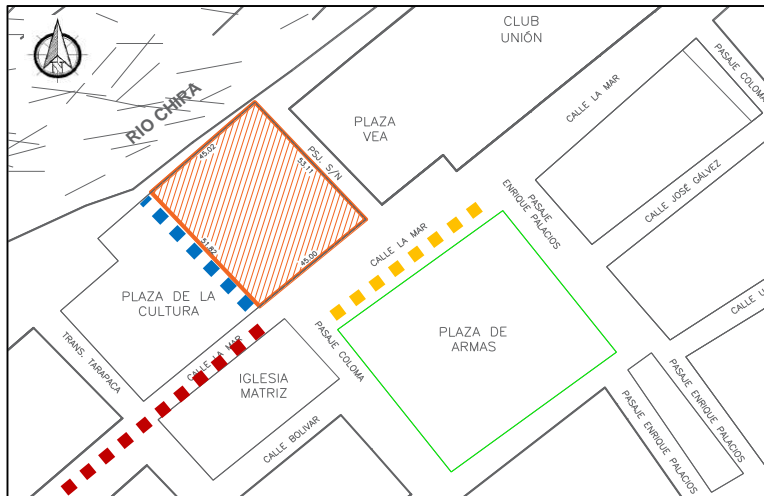 CLUB
UNIÓN
PASAJE COLOMA
N
RIO CHIRA
CALLE LA MAR
PLAZA
VEA
45.02
PSJ. S/N
53.11
PASAJE
ENRIQUE PALACIOS
CALLE JOSÉ GÁLVEZ
CALLE LA MAR
51.82
45.00
PLAZA DE LA
CULTURA
CALLE LA MAR
PASAJE COLOMA
PLAZA DE
ARMAS
TRANS. TARAPACA
IGLESIA
MATRIZ
CALLE BOLIVAR
PASAJE ENRIQUE PALACIOS
PASAJE ENRIQUE PALACIOS